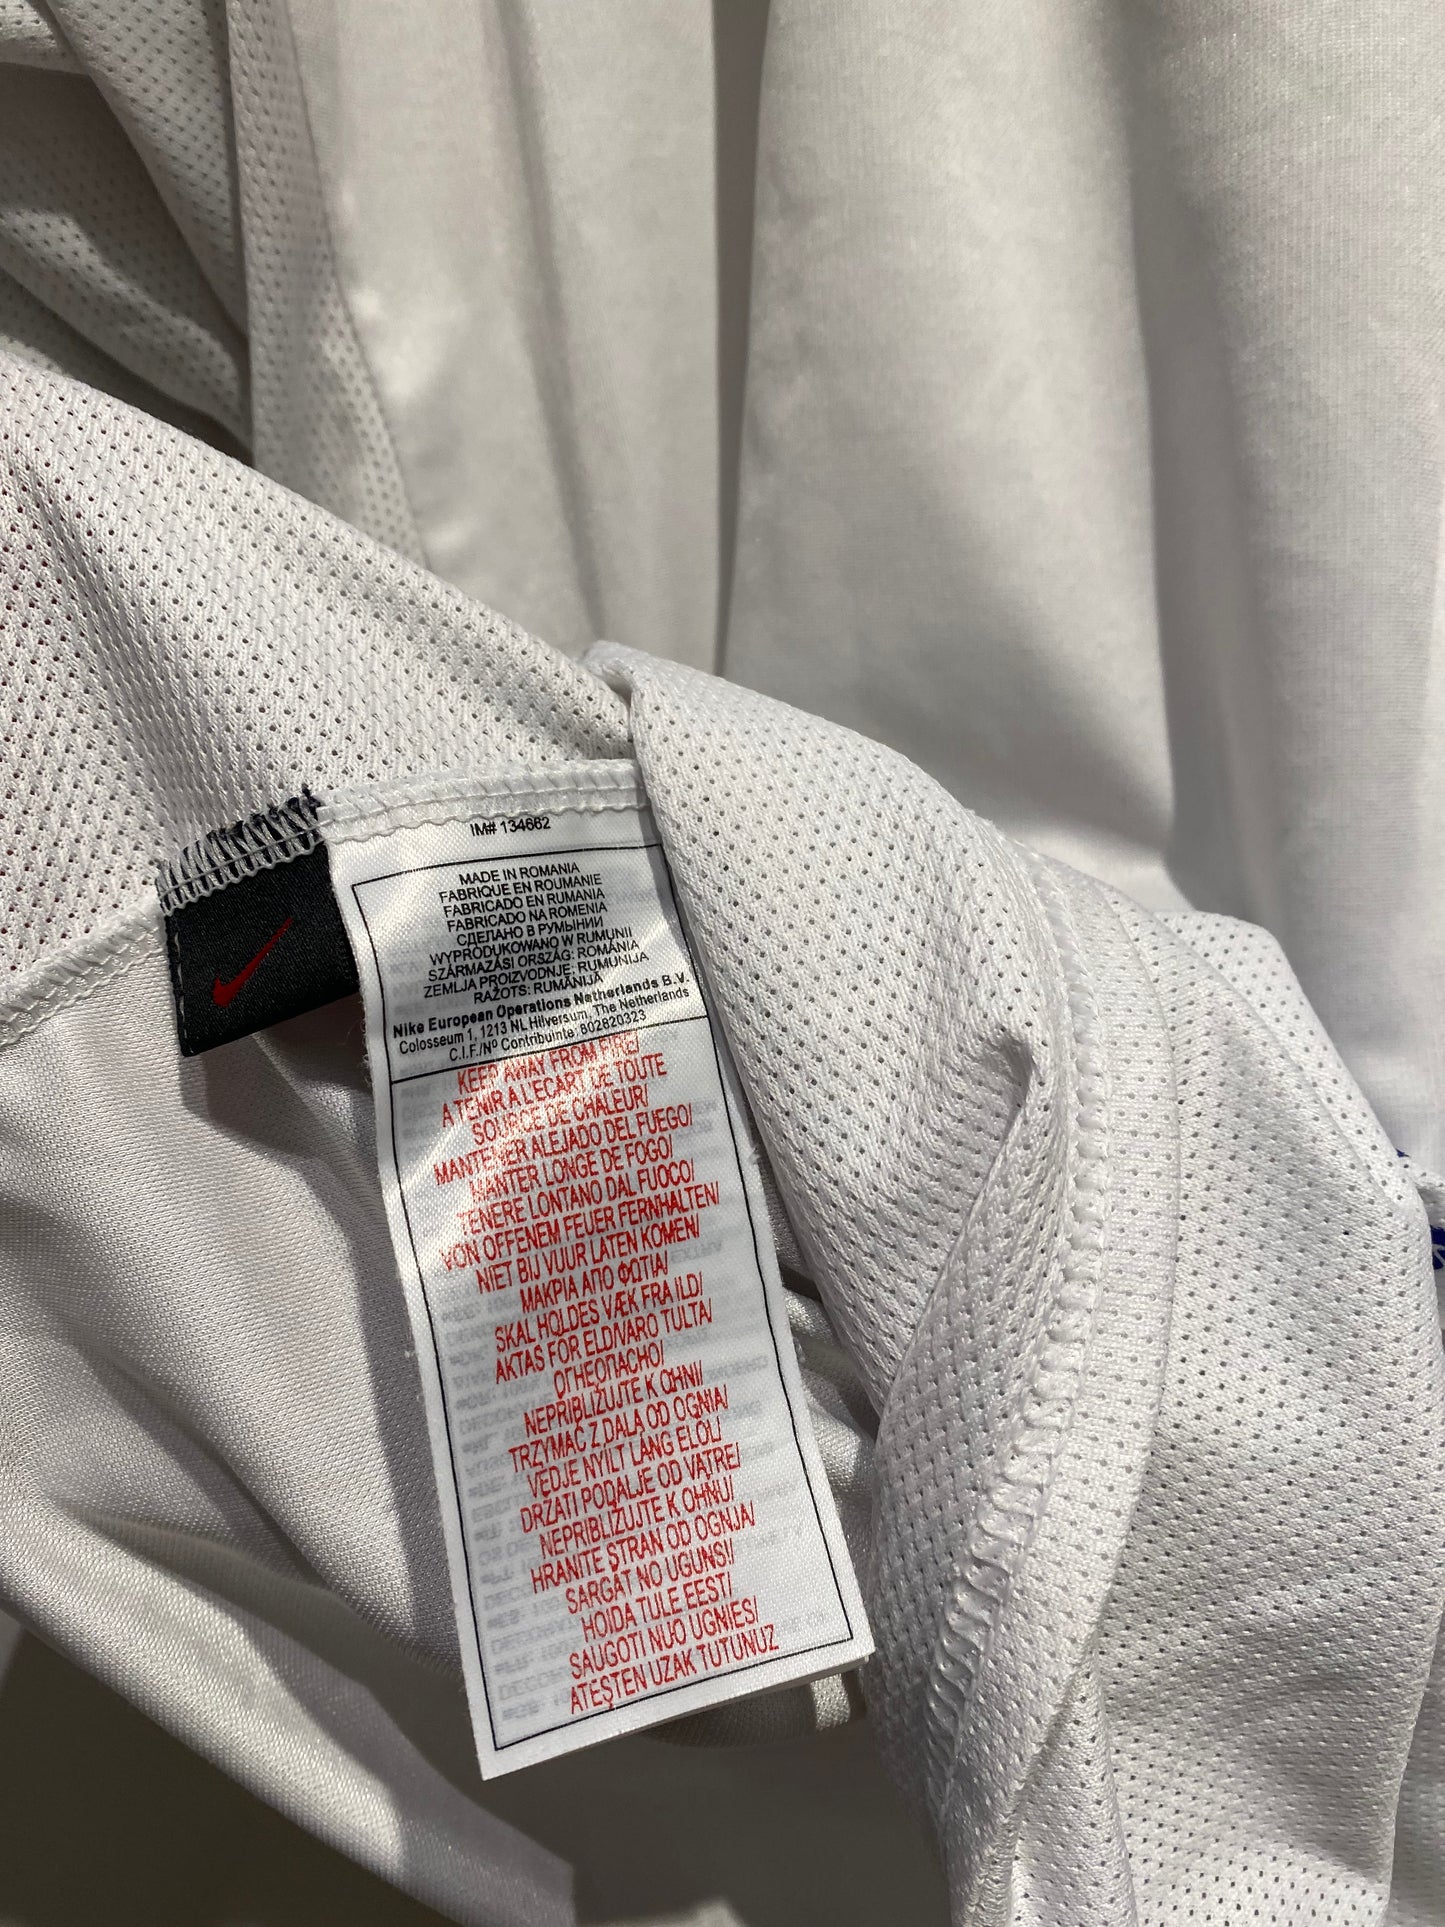 IM# 134662
MADE IN ROMANIA
FABRIQUE EN ROUMANIE
FABRICADO EN RUMANIA
FABRICADO NA ROMENIA
СДЕЛАНО В РУМЫНИИ
WYPRODUKOWANO W RUMUNII
SZÁRMAZÁSI ORSZÁG: ROMÁNIA
ZEMLJA PROIZVODNJE: RUMUNIJA
RAŽOTS: RUMĀNIJA
Nike European Operations Netherlands B.V.
Colosseum 1, 1213 NL Hilversum, The Netherlands
C.I.F./Nº Contribuinte: 802820323
KEEP AWAY FROM FIRE/
A TENIR A L'ECART DE TOUTE
SOURCE DE CHALEUR/
MANTENER ALEJADO DEL FUEGO/
MANTER LONGE DE FOGO/
TENERE LONTANO DAL FUOCO/
VON OFFENEM FEUER FERNHALTEN/
NIET BIJ VUUR LATEN KOMEN/
ΜΑΚΡΙΑ ΑΠΟ ΦΩΤΙΑ/
SKAL HOLDES VÆK FRA ILD/
AKTAS FÖR ELD/VARO TULTA/
ОГНЕОПАСНО/
NEPŘIBLIŽUJTE K OHNI/
TRZYMAĆ Z DALA OD OGNIA/
VÉDJE NYÍLT LÁNG ELŐL/
DRŽATI PODALJE OD VATRE/
NEPRIBLIŽUJTE K OHŇU/
HRANITE STRAN OD OGNJA/
SARGĀT NO UGUNS!/
HOIDA TULE EEST/
SAUGOTI NUO UGNIES/
ATEŞTEN UZAK TUTUNUZ